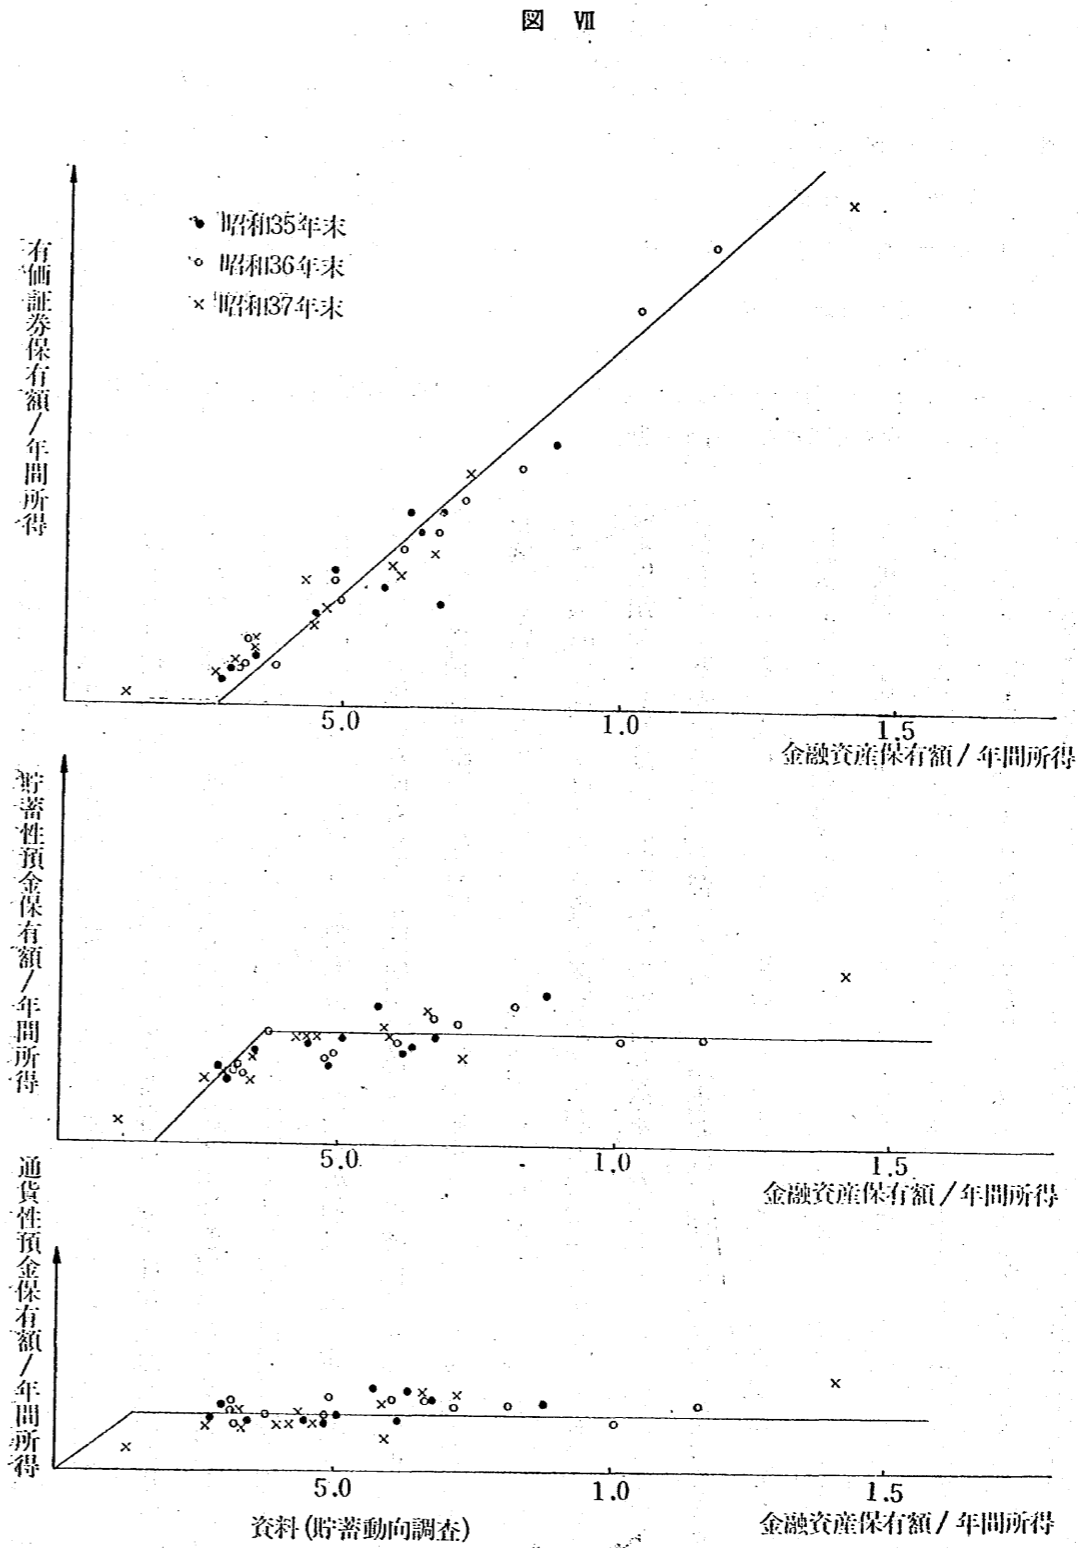 図 Ⅶ
● 昭和35年末
○ 昭和36年末
× 昭和37年末
有価証券保有額/年間所得
5.0 1.0 1.5
金融資産保有額/年間所得
貯蓄性預金保有額/年間所得
5.0 1.0 1.5
金融資産保有額/年間所得
通貨性預金保有額/年間所得
5.0 1.0 1.5
金融資産保有額/年間所得
資料(貯蓄動向調査)